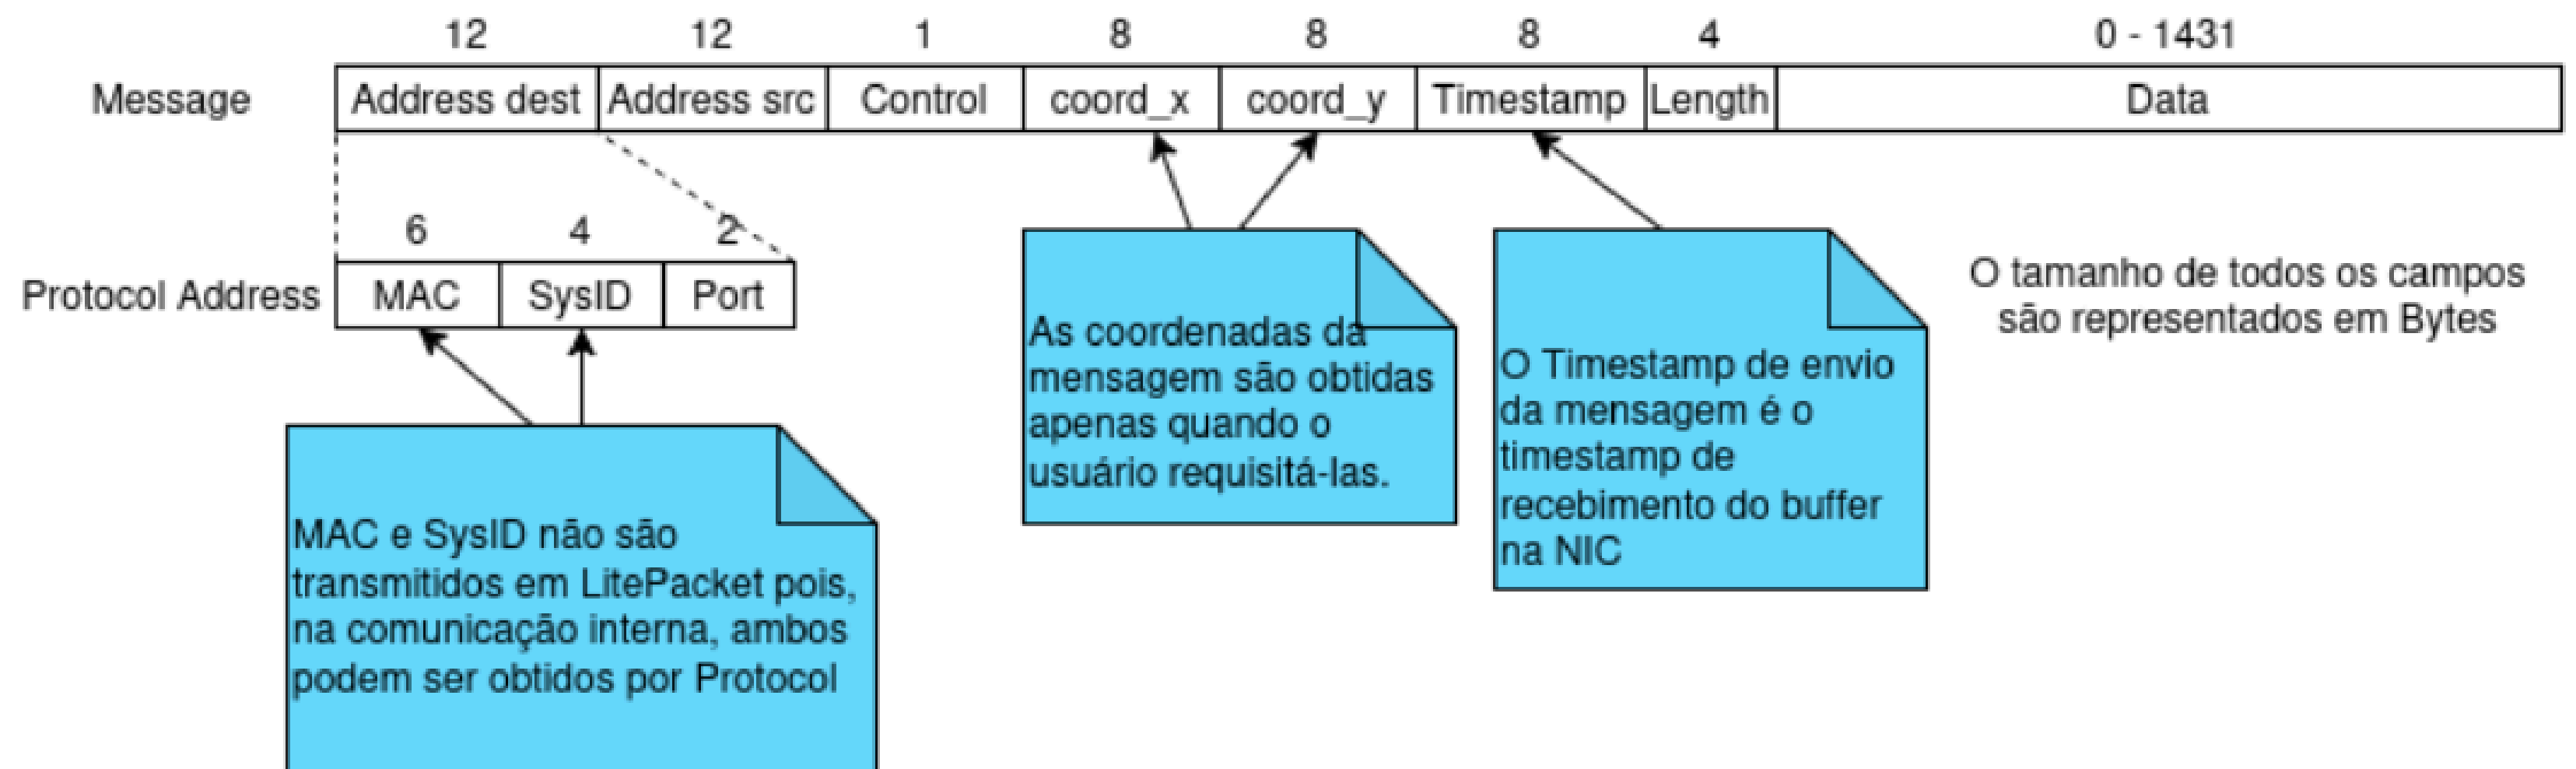 12 12 1 8 8 8 4 0 - 1431
Message Address dest Address src Control coord_x coord_y Timestamp Length Data
6 4 2
Protocol Address MAC SysID Port
O tamanho de todos os campos
são representados em Bytes
As coordenadas da
mensagem são obtidas
apenas quando o
usuário requisitá-las.
O Timestamp de envio
da mensagem é o
timestamp de
recebimento do buffer
na NIC
MAC e SysID não são
transmitidos em LitePacket pois,
na comunicação interna, ambos
podem ser obtidos por Protocol